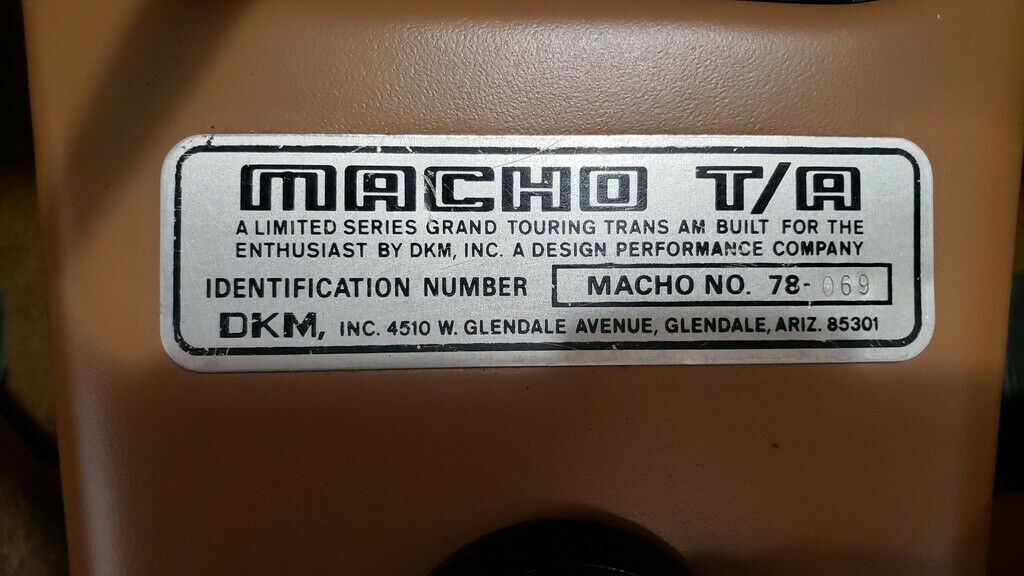 MACHO T/A
A LIMITED SERIES GRAND TOURING TRANS AM BUILT FOR THE
ENTHUSIAST BY DKM, INC. A DESIGN PERFORMANCE COMPANY
IDENTIFICATION NUMBER MACHO NO. 78-069
DKM, INC. 4510 W. GLENDALE AVENUE, GLENDALE, ARIZ. 85301